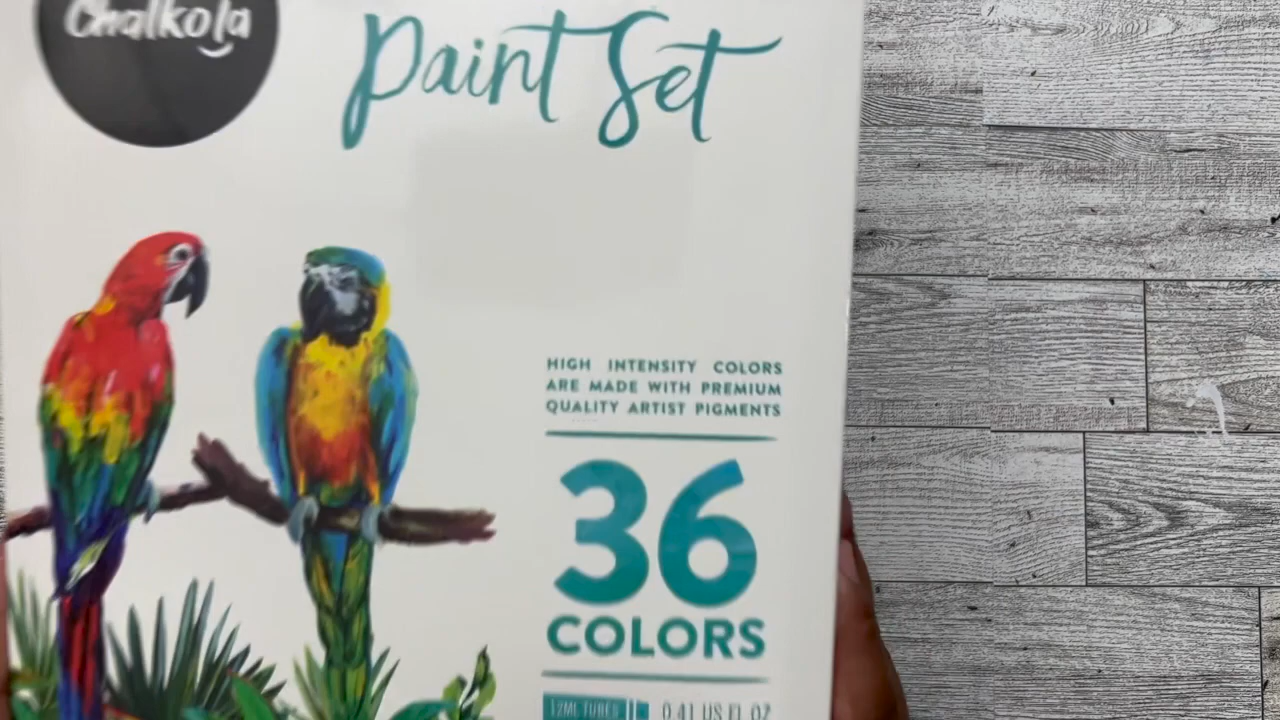 Chalkola
Paint Set
HIGH INTENSITY COLORS
ARE MADE WITH PREMIUM
QUALITY ARTIST PIGMENTS
36
COLORS
12ML TUBES
0.41 US FL OZ